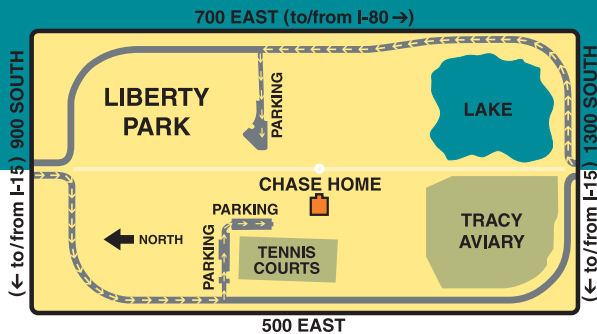 700 EAST (to/from I-80 →)
(← to/from I-15) 900 SOUTH
1300 SOUTH
(← to/from I-15)
LIBERTY
PARK
PARKING
LAKE
CHASE HOME
PARKING
PARKING
NORTH
TENNIS
COURTS
TRACY
AVIARY
500 EAST